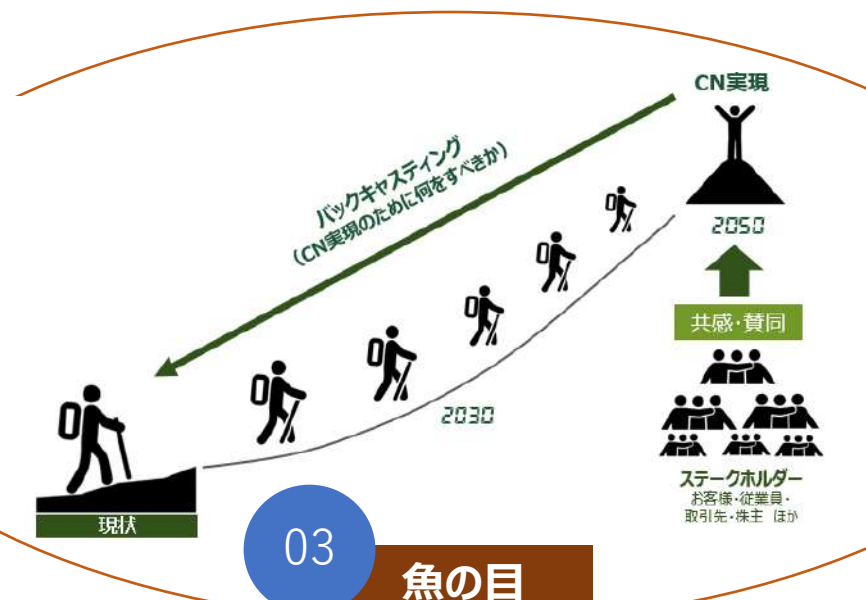 CN実現
バックキャスティング
(CN実現のために何をすべきか)
2050
共感・賛同
2030
ステークホルダー
お客様・従業員・
取引先・株主 ほか
現状
03
魚の目